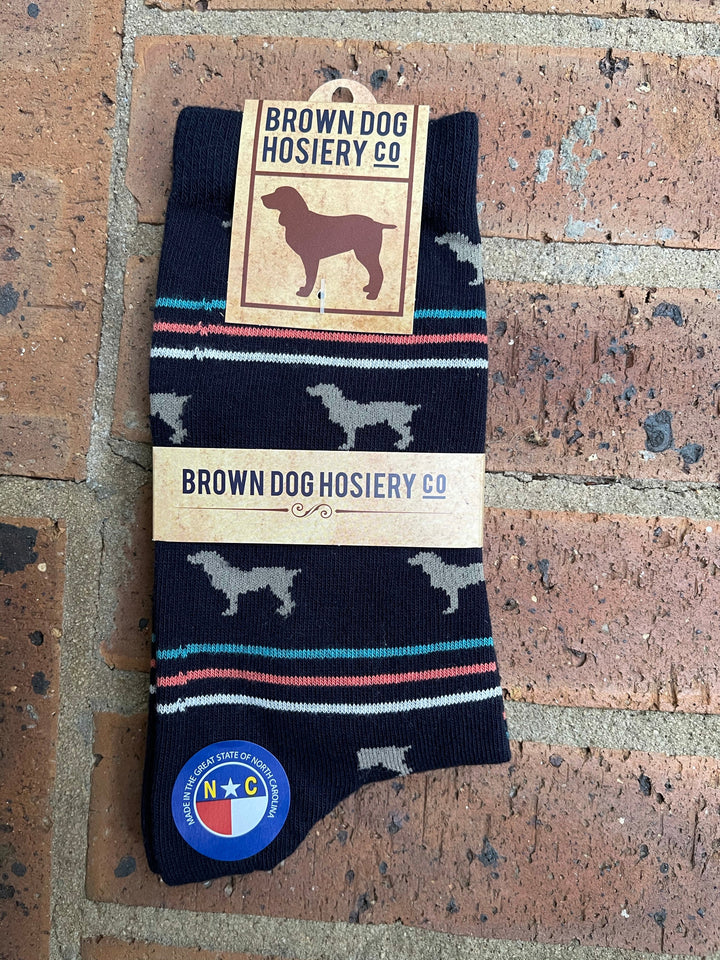 BROWN DOG
HOSIERY CO
BROWN DOG HOSIERY CO
MADE IN THE GREAT STATE OF NORTH CAROLINA
N C